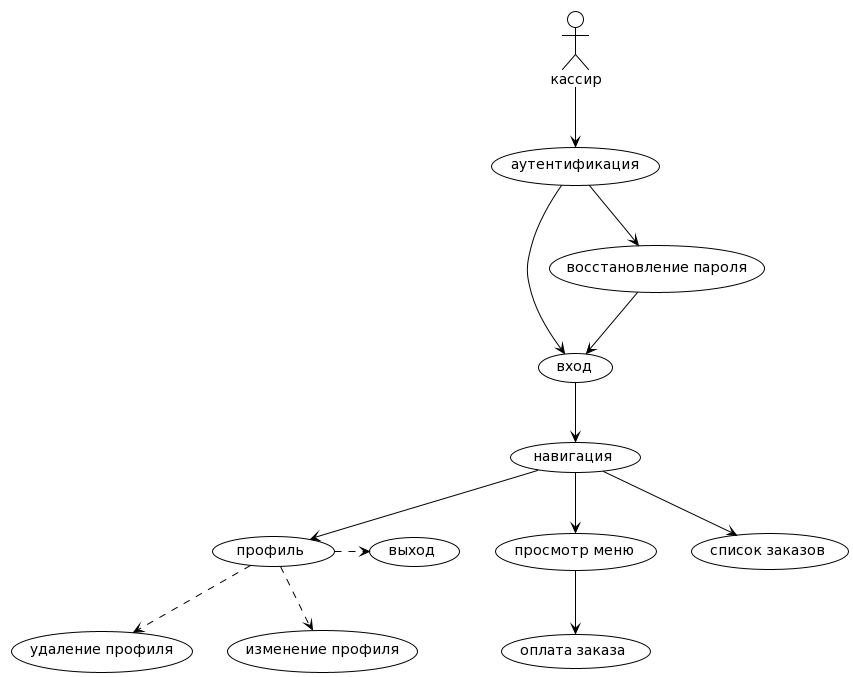 кассир
аутентификация
восстановление пароля
вход
навигация
профиль
выход
просмотр меню
список заказов
удаление профиля
изменение профиля
оплата заказа